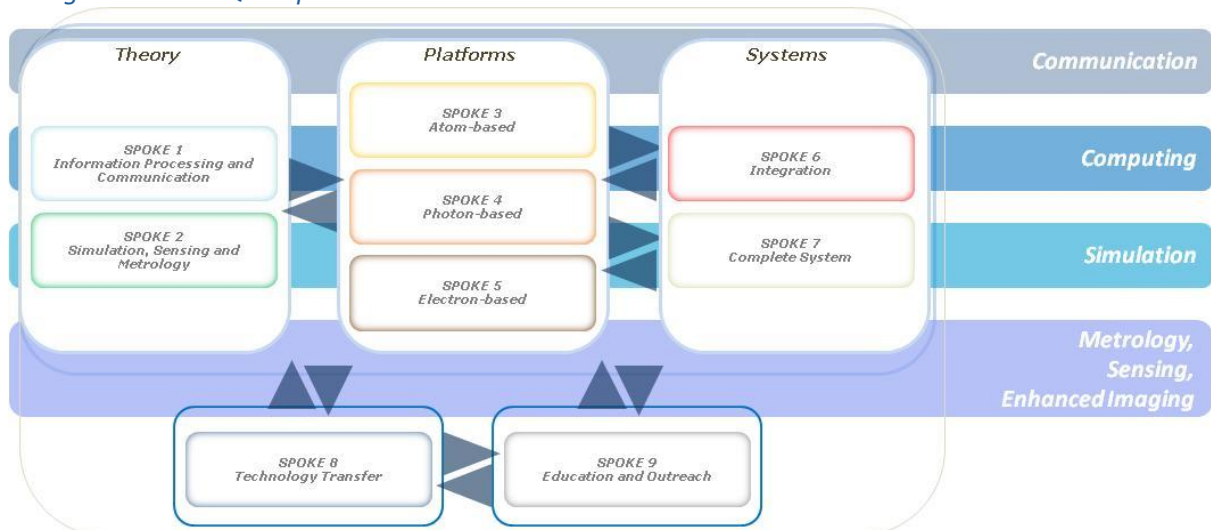 Theory
Platforms
Systems
Communication
SPOKE 3
Atom-based
SPOKE 1
Information Processing and
Communication
SPOKE 6
Integration
Computing
SPOKE 4
Photon-based
SPOKE 2
Simulation, Sensing and
Metrology
SPOKE 7
Complete System
Simulation
SPOKE 5
Electron-based
Metrology,
Sensing,
Enhanced Imaging
SPOKE 8
Technology Transfer
SPOKE 9
Education and Outreach